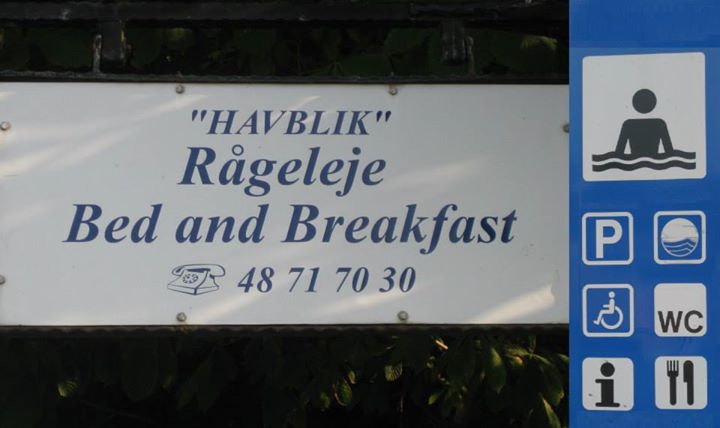 "HAVBLIK"
Rågeleje
Bed and Breakfast
48 71 70 30
P
WC
i